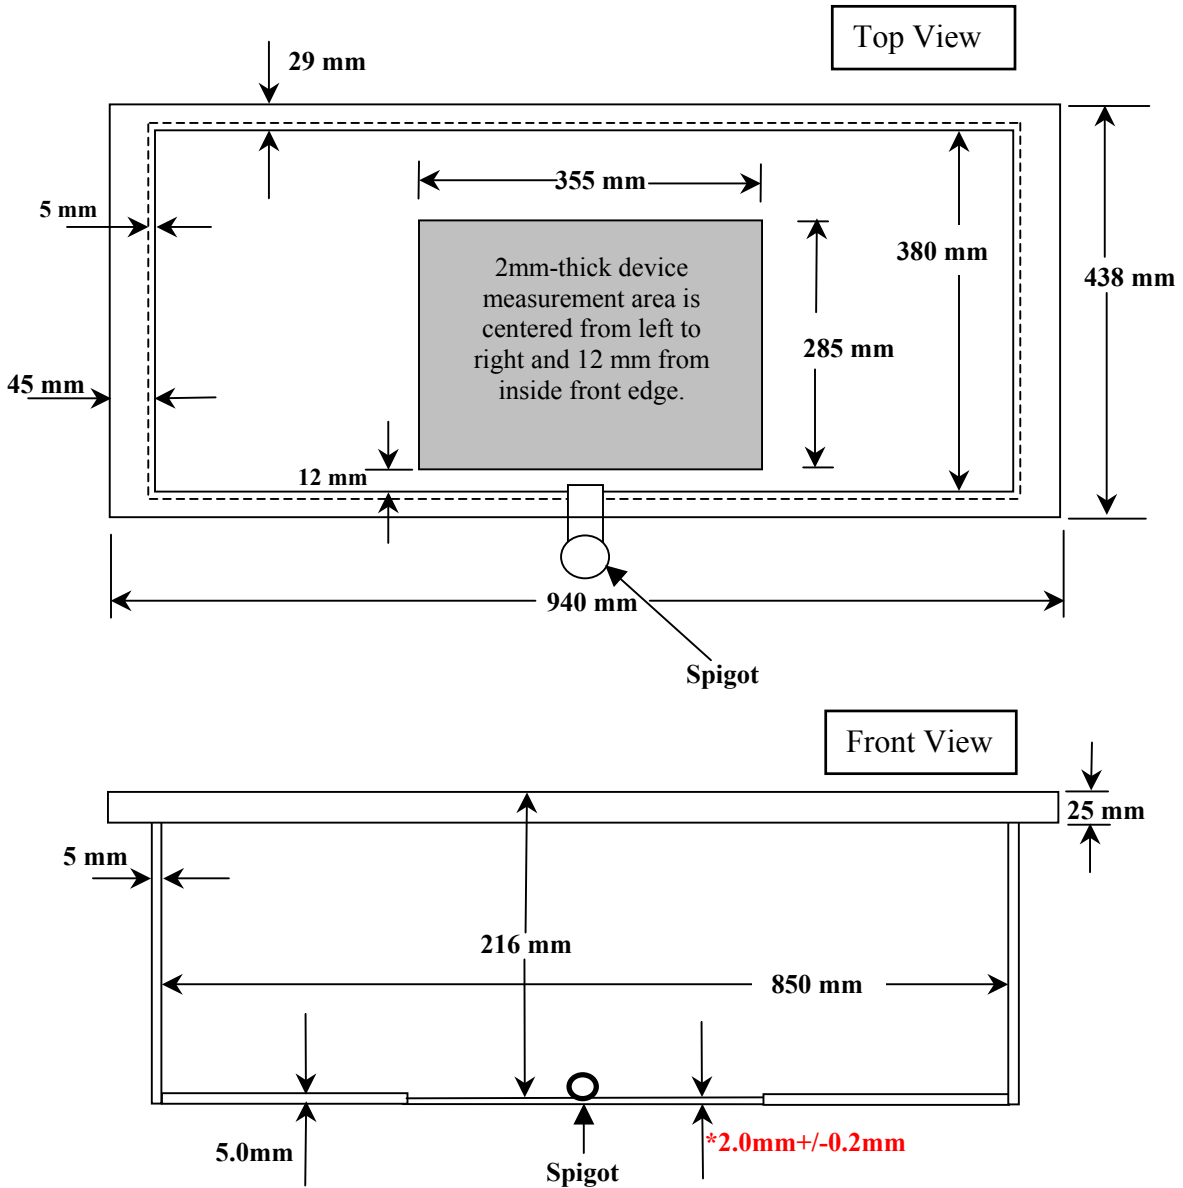 Top View
29 mm
355 mm
5 mm
380 mm
438 mm
2mm-thick device
measurement area is
centered from left to
right and 12 mm from
inside front edge.
285 mm
45 mm
12 mm
940 mm
Spigot
Front View
25 mm
5 mm
216 mm
850 mm
5.0mm
*2.0mm+/-0.2mm
Spigot